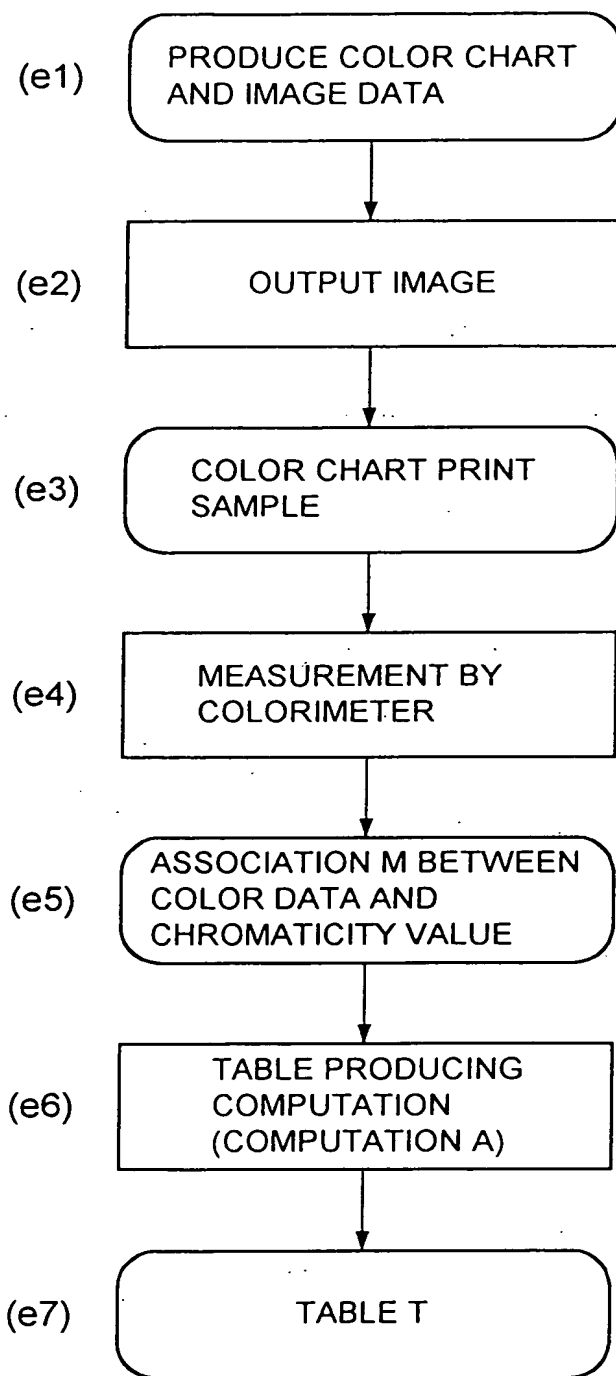 (e1)
PRODUCE COLOR CHART
AND IMAGE DATA
(e2)
OUTPUT IMAGE
(e3)
COLOR CHART PRINT
SAMPLE
(e4)
MEASUREMENT BY
COLORIMETER
(e5)
ASSOCIATION M BETWEEN
COLOR DATA AND
CHROMATICITY VALUE
(e6)
TABLE PRODUCING
COMPUTATION
(COMPUTATION A)
(e7)
TABLE T